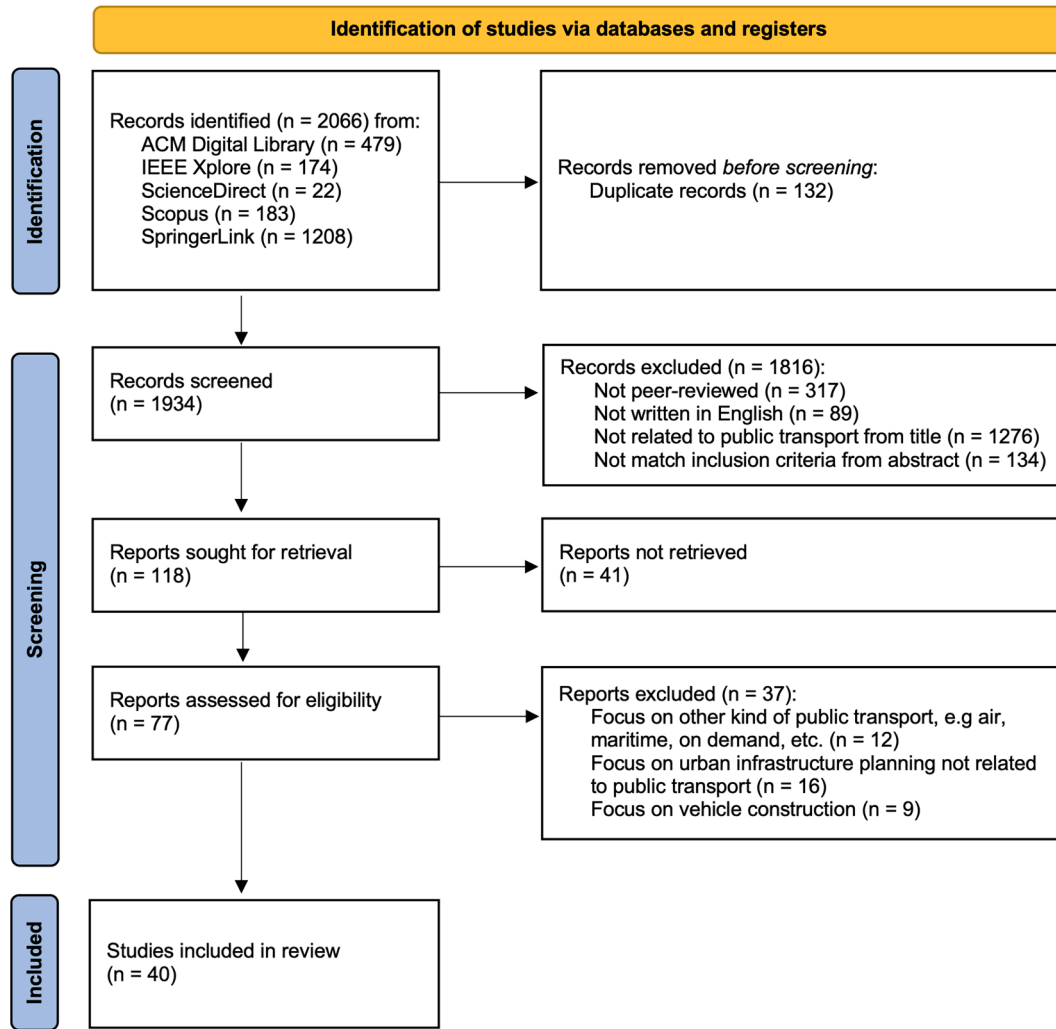 Identification of studies via databases and registers
Identification
Records identified (n = 2066) from:
ACM Digital Library (n = 479)
IEEE Xplore (n = 174)
ScienceDirect (n = 22)
Scopus (n = 183)
SpringerLink (n = 1208)
Records removed before screening:
Duplicate records (n = 132)
Screening
Records screened
(n = 1934)
Records excluded (n = 1816):
Not peer-reviewed (n = 317)
Not written in English (n = 89)
Not related to public transport from title (n = 1276)
Not match inclusion criteria from abstract (n = 134)
Reports sought for retrieval
(n = 118)
Reports not retrieved
(n = 41)
Reports assessed for eligibility
(n = 77)
Reports excluded (n = 37):
Focus on other kind of public transport, e.g air,
maritime, on demand, etc. (n = 12)
Focus on urban infrastructure planning not related
to public transport (n = 16)
Focus on vehicle construction (n = 9)
Included
Studies included in review
(n = 40)